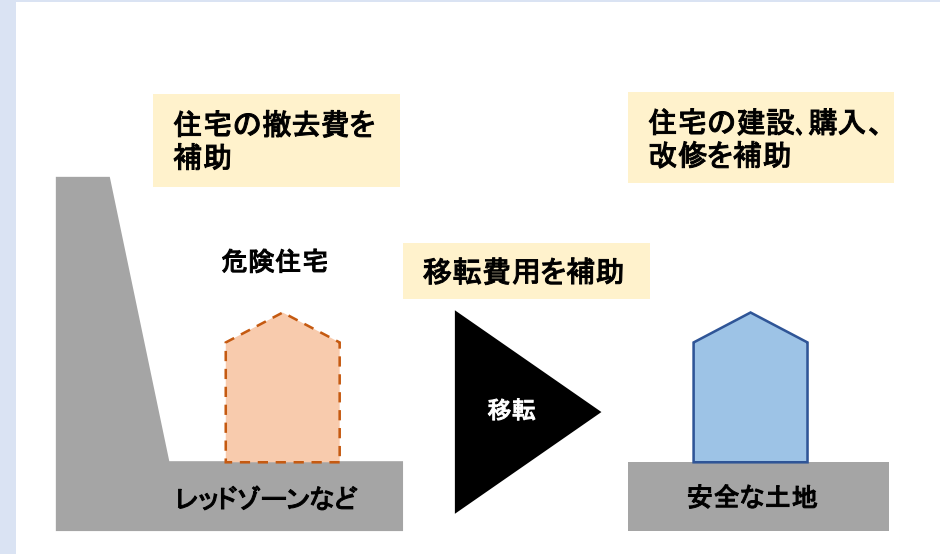 住宅の撤去費を
補助
住宅の建設、購入、
改修を補助
危険住宅
移転費用を補助
移転
レッドゾーンなど
安全な土地